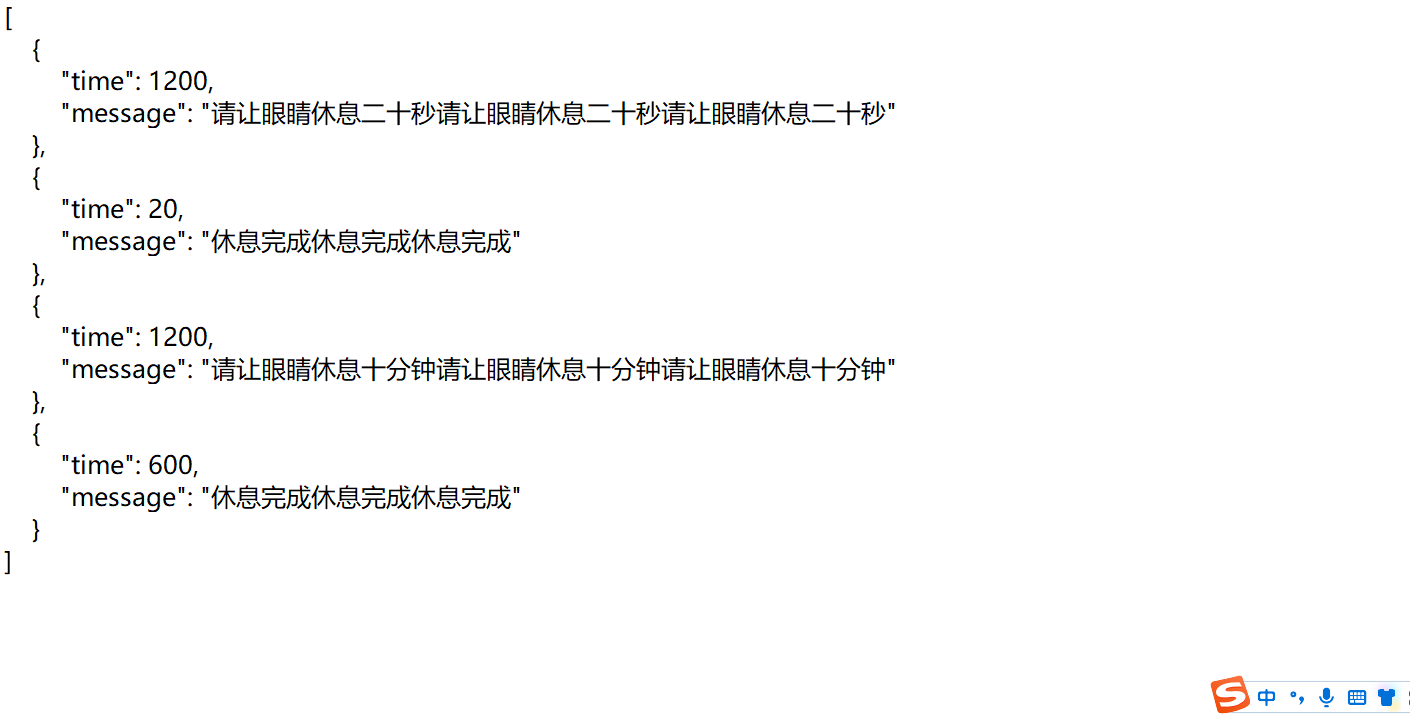 [
{
"time": 1200,
"message": "请让眼睛休息二十秒请让眼睛休息二十秒请让眼睛休息二十秒"
},
{
"time": 20,
"message": "休息完成休息完成休息完成"
},
{
"time": 1200,
"message": "请让眼睛休息十分钟请让眼睛休息十分钟请让眼睛休息十分钟"
},
{
"time": 600,
"message": "休息完成休息完成休息完成"
}
]
S 中